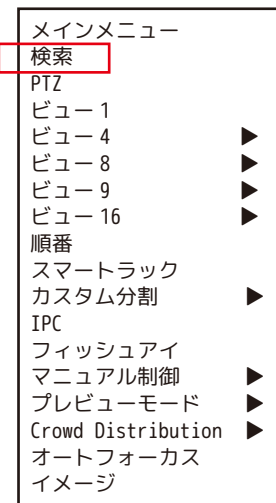 メインメニュー
検索
PTZ
ビュー 1
ビュー 4 ▶
ビュー 8 ▶
ビュー 9 ▶
ビュー 16 ▶
順番
スマートラック
カスタム分割 ▶
IPC
フィッシュアイ
マニュアル制御 ▶
プレビューモード ▶
Crowd Distribution ▶
オートフォーカス
イメージ